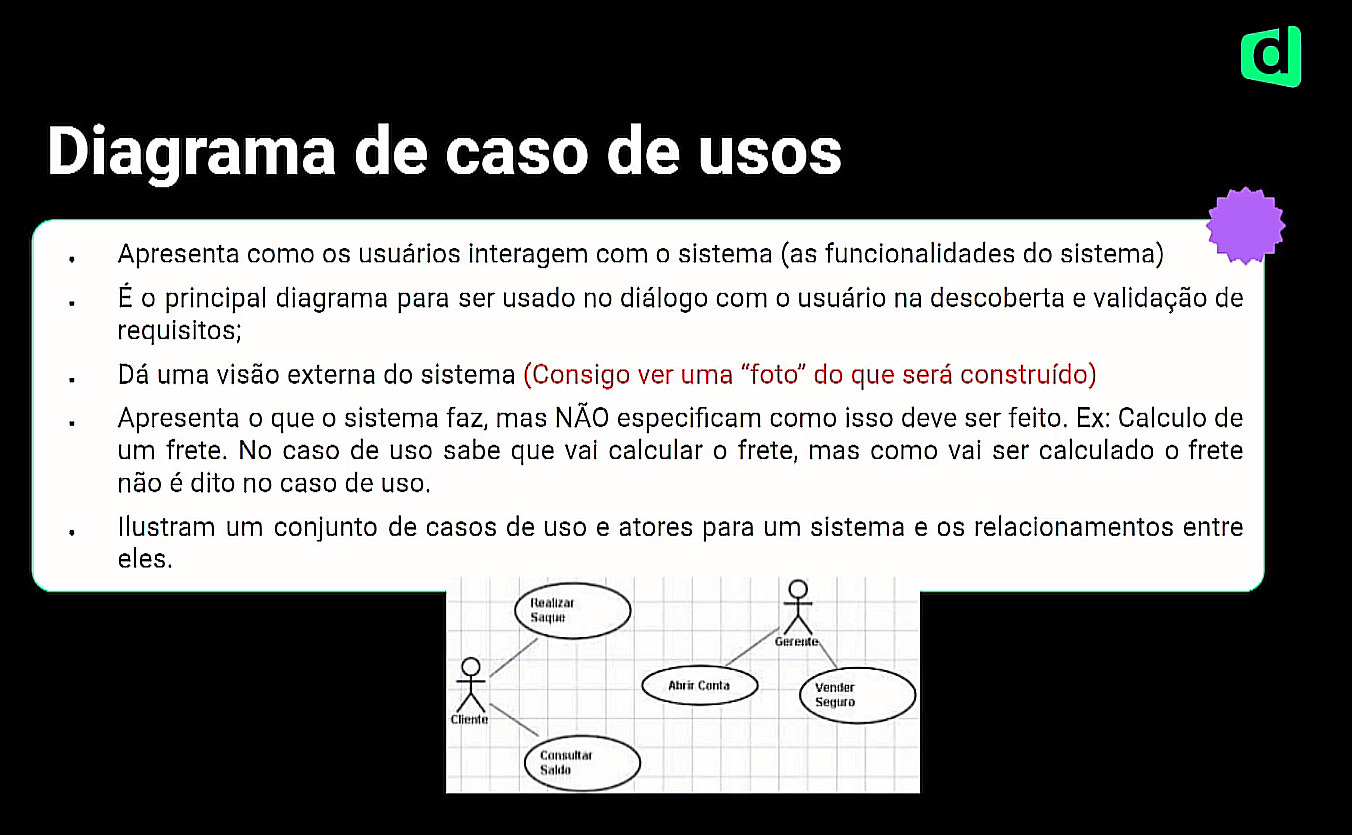 d
Diagrama de caso de usos
. Apresenta como os usuários interagem com o sistema (as funcionalidades do sistema)
. É o principal diagrama para ser usado no diálogo com o usuário na descoberta e validação de
requisitos;
. Dá uma visão externa do sistema (Consigo ver uma “foto” do que será construído)
. Apresenta o que o sistema faz, mas NÃO especificam como isso deve ser feito. Ex: Calculo de
um frete. No caso de uso sabe que vai calcular o frete, mas como vai ser calculado o frete
não é dito no caso de uso.
. Ilustram um conjunto de casos de uso e atores para um sistema e os relacionamentos entre
eles.
Realizar
Saque
Cliente
Consultar
Saldo
Gerente
Abrir Conta
Vender
Seguro